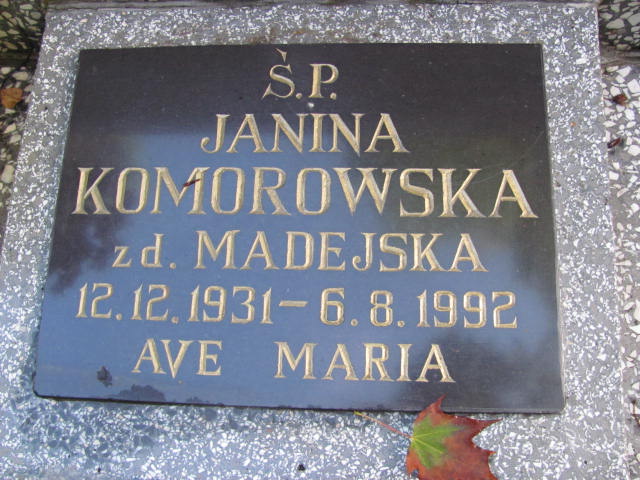 Ś.P.
JANINA
KOMOROWSKA
zd. MADEJSKA
12.12.1931-6.8.1992
AVE MARIA